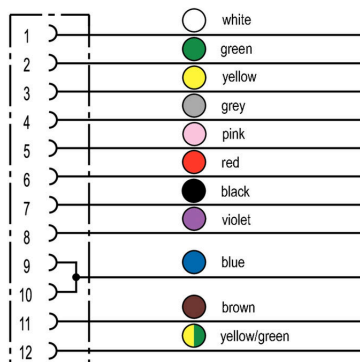 white
1
green
2
yellow
3
grey
4
pink
5
red
6
black
7
violet
8
9
blue
10
brown
11
yellow/green
12